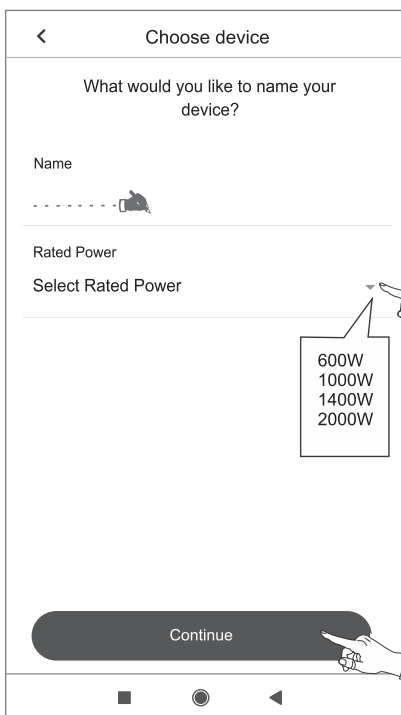 Choose device
What would you like to name your
device?
Name
Rated Power
Select Rated Power
600W
1000W
1400W
2000W
Continue